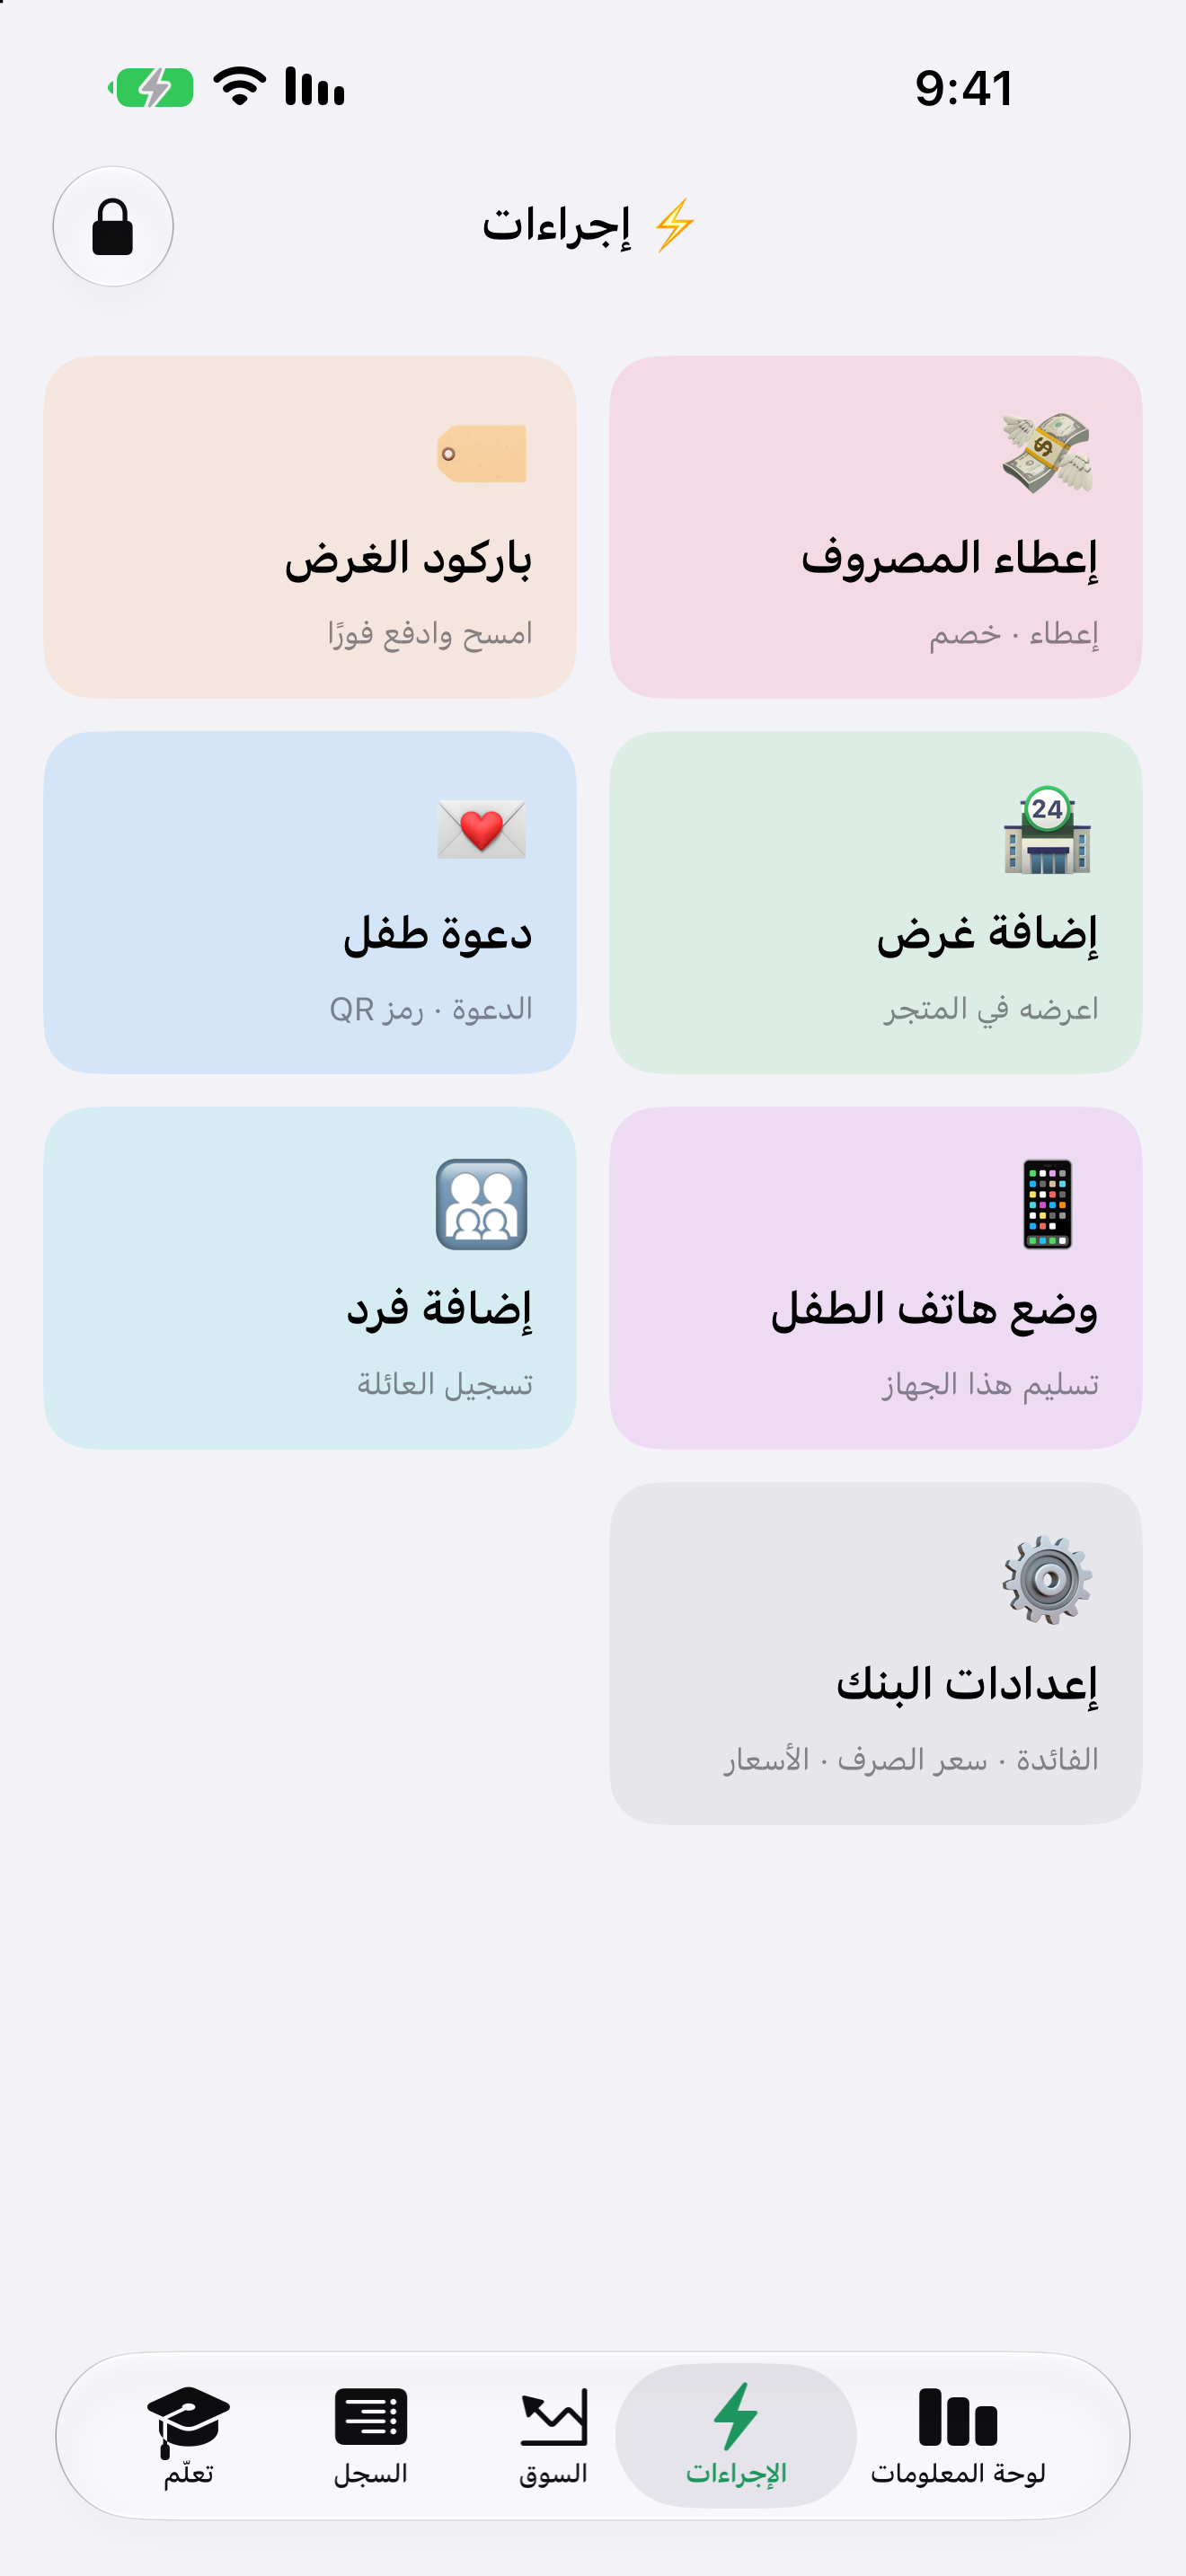 9:41
⚡ إجراءات
إعطاء المصروف
إعطاء · خصم
باركود الغرض
امسح وادفع فورًا
24
إضافة غرض
اعرضه في المتجر
دعوة طفل
الدعوة · رمز QR
وضع هاتف الطفل
تسليم هذا الجهاز
إضافة فرد
تسجيل العائلة
إعدادات البنك
الفائدة · سعر الصرف · الأسعار
لوحة المعلومات
الإجراءات
السوق
السجل
تعلّم